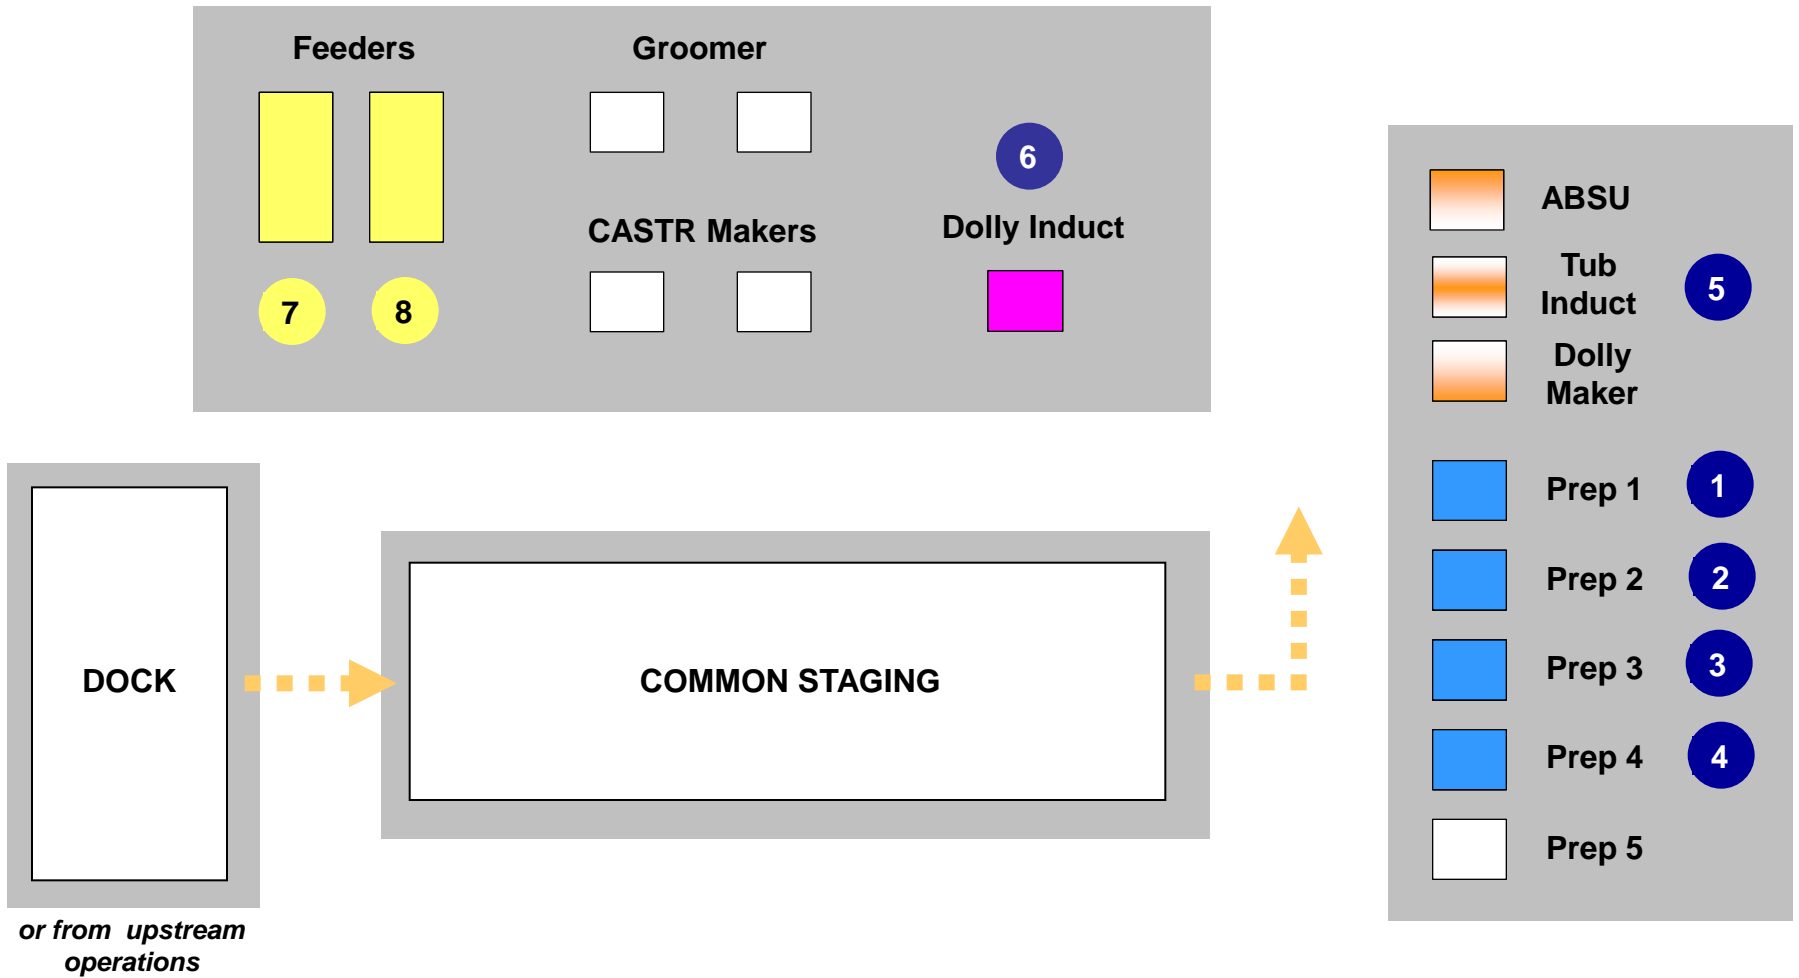 Feeders
Groomer
6
CASTR Makers
Dolly Induct
7
8
ABSU
Tub
Induct
5
Dolly
Maker
Prep 1
1
Prep 2
2
Prep 3
3
Prep 4
4
Prep 5
DOCK
COMMON STAGING
or from upstream
operations